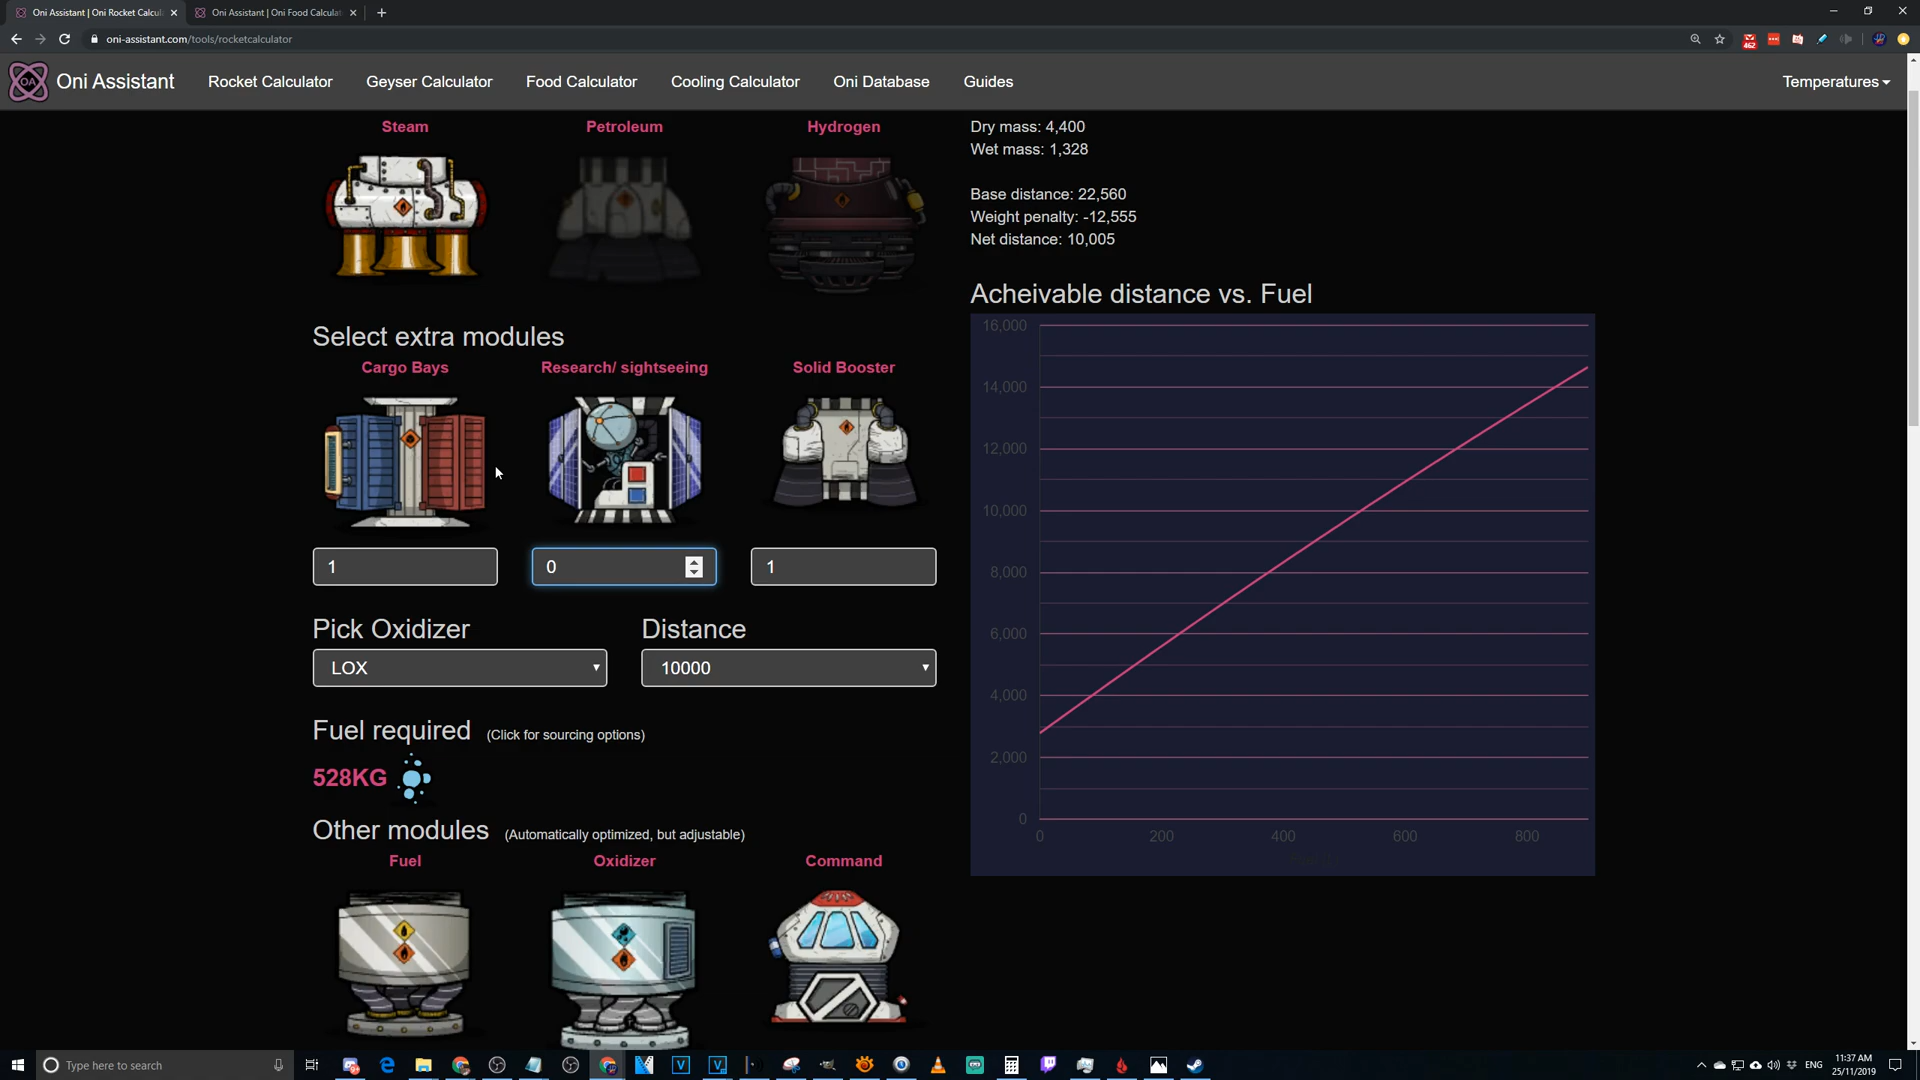 Oni Assistant | Oni Rocket Calcul
Oni Assistant | Oni Food Calculat
oni-assistant.com/tools/rocketcalculator
462
OA
Oni Assistant
Rocket Calculator
Geyser Calculator
Food Calculator
Cooling Calculator
Oni Database
Guides
Temperatures
Steam
Petroleum
Hydrogen
Select extra modules
Cargo Bays
Research/ sightseeing
Solid Booster
1
0
1
Pick Oxidizer
Distance
LOX
10000
Fuel required (Click for sourcing options)
528KG
Other modules (Automatically optimized, but adjustable)
Fuel
Oxidizer
Command
Dry mass: 4,400
Wet mass: 1,328
Base distance: 22,560
Weight penalty: -12,555
Net distance: 10,005
Acheivable distance vs. Fuel
16,000
14,000
12,000
10,000
8,000
6,000
4,000
2,000
0
0 200 400 600 800
Type here to search
ENG
11:37 AM
25/11/2019